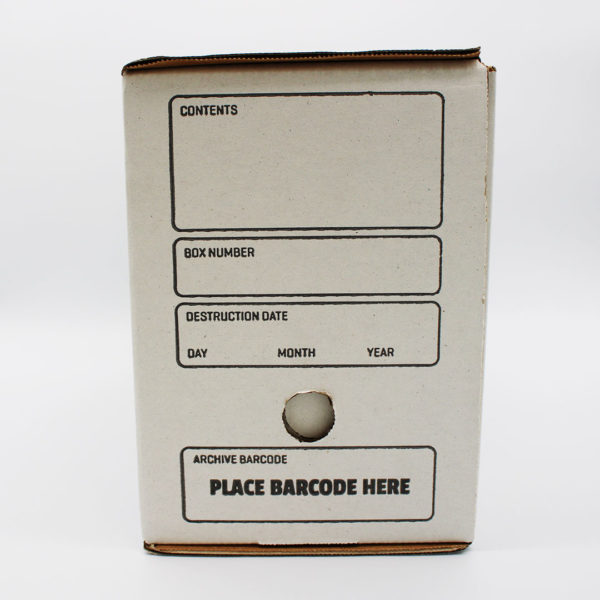 CONTENTS
BOX NUMBER
DESTRUCTION DATE
DAY MONTH YEAR
ARCHIVE BARCODE
PLACE BARCODE HERE